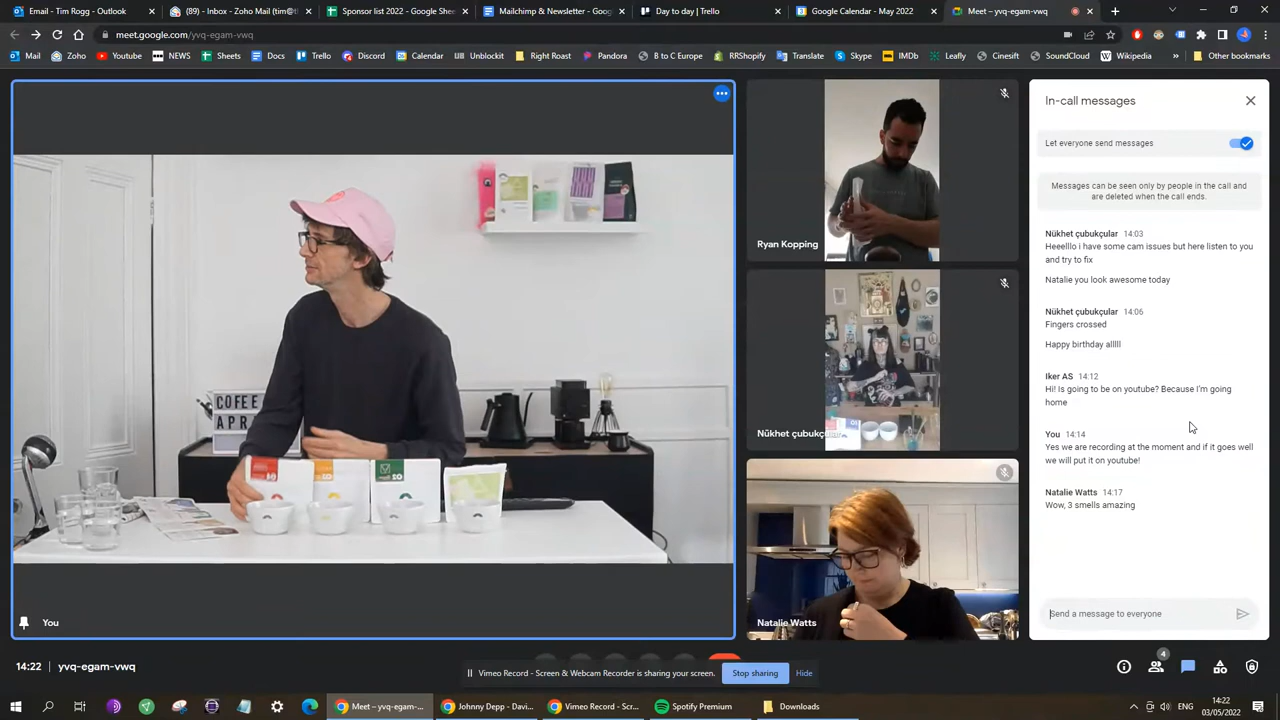 Email - Tim Rogg - Outlook
(89) - Inbox - Zoho Mail (tim@t
Sponsor list 2022 - Google Shee
Mailchimp & Newsletter - Goog
Day to day | Trello
Google Calendar - May 2022
Meet – yvq-egam-vwq
meet.google.com/yvq-egam-vwq
Mail
Zoho
News
Sheets
Docs
Trello
Discord
Calendar
Unblockit
Right Roast
Pandora
B to C Europe
RRShopify
Translate
Skype
IMDb
Leafly
Cinesift
SoundCloud
Wikipedia
»
Other bookmarks
COFFEE
APR
01
02
03
You
Ryan Kopping
Nükhet çubukçular
Natalie Watts
In-call messages
Let everyone send messages
Messages can be seen only by people in the call and
are deleted when the call ends.
Nükhet çubukçular 14:03
Heeelllo i have some cam issues but here listen to you
and try to fix
Natalie you look awesome today
Nükhet çubukçular 14:06
Fingers crossed
Happy birthday alllll
Iker AS 14:12
Hi! Is going to be on youtube? Because I'm going
home
You 14:14
Yes we are recording at the moment and if it goes well
we will put it on youtube!
Natalie Watts 14:17
Wow, 3 smells amazing
Send a message to everyone
14:22 | yvq-egam-vwq
Vimeo Record - Screen & Webcam Recorder is sharing your screen.
Stop sharing
Hide
4
Meet – yvq-egam-...
Johnny Depp - Davi...
Vimeo Record - Scr...
Spotify Premium
Downloads
ENG
14:22
03/05/2022